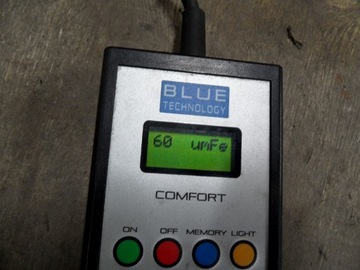 BLUE
TECHNOLOGY
60 umFe
COMFORT
ON OFF MEMORY LIGHT